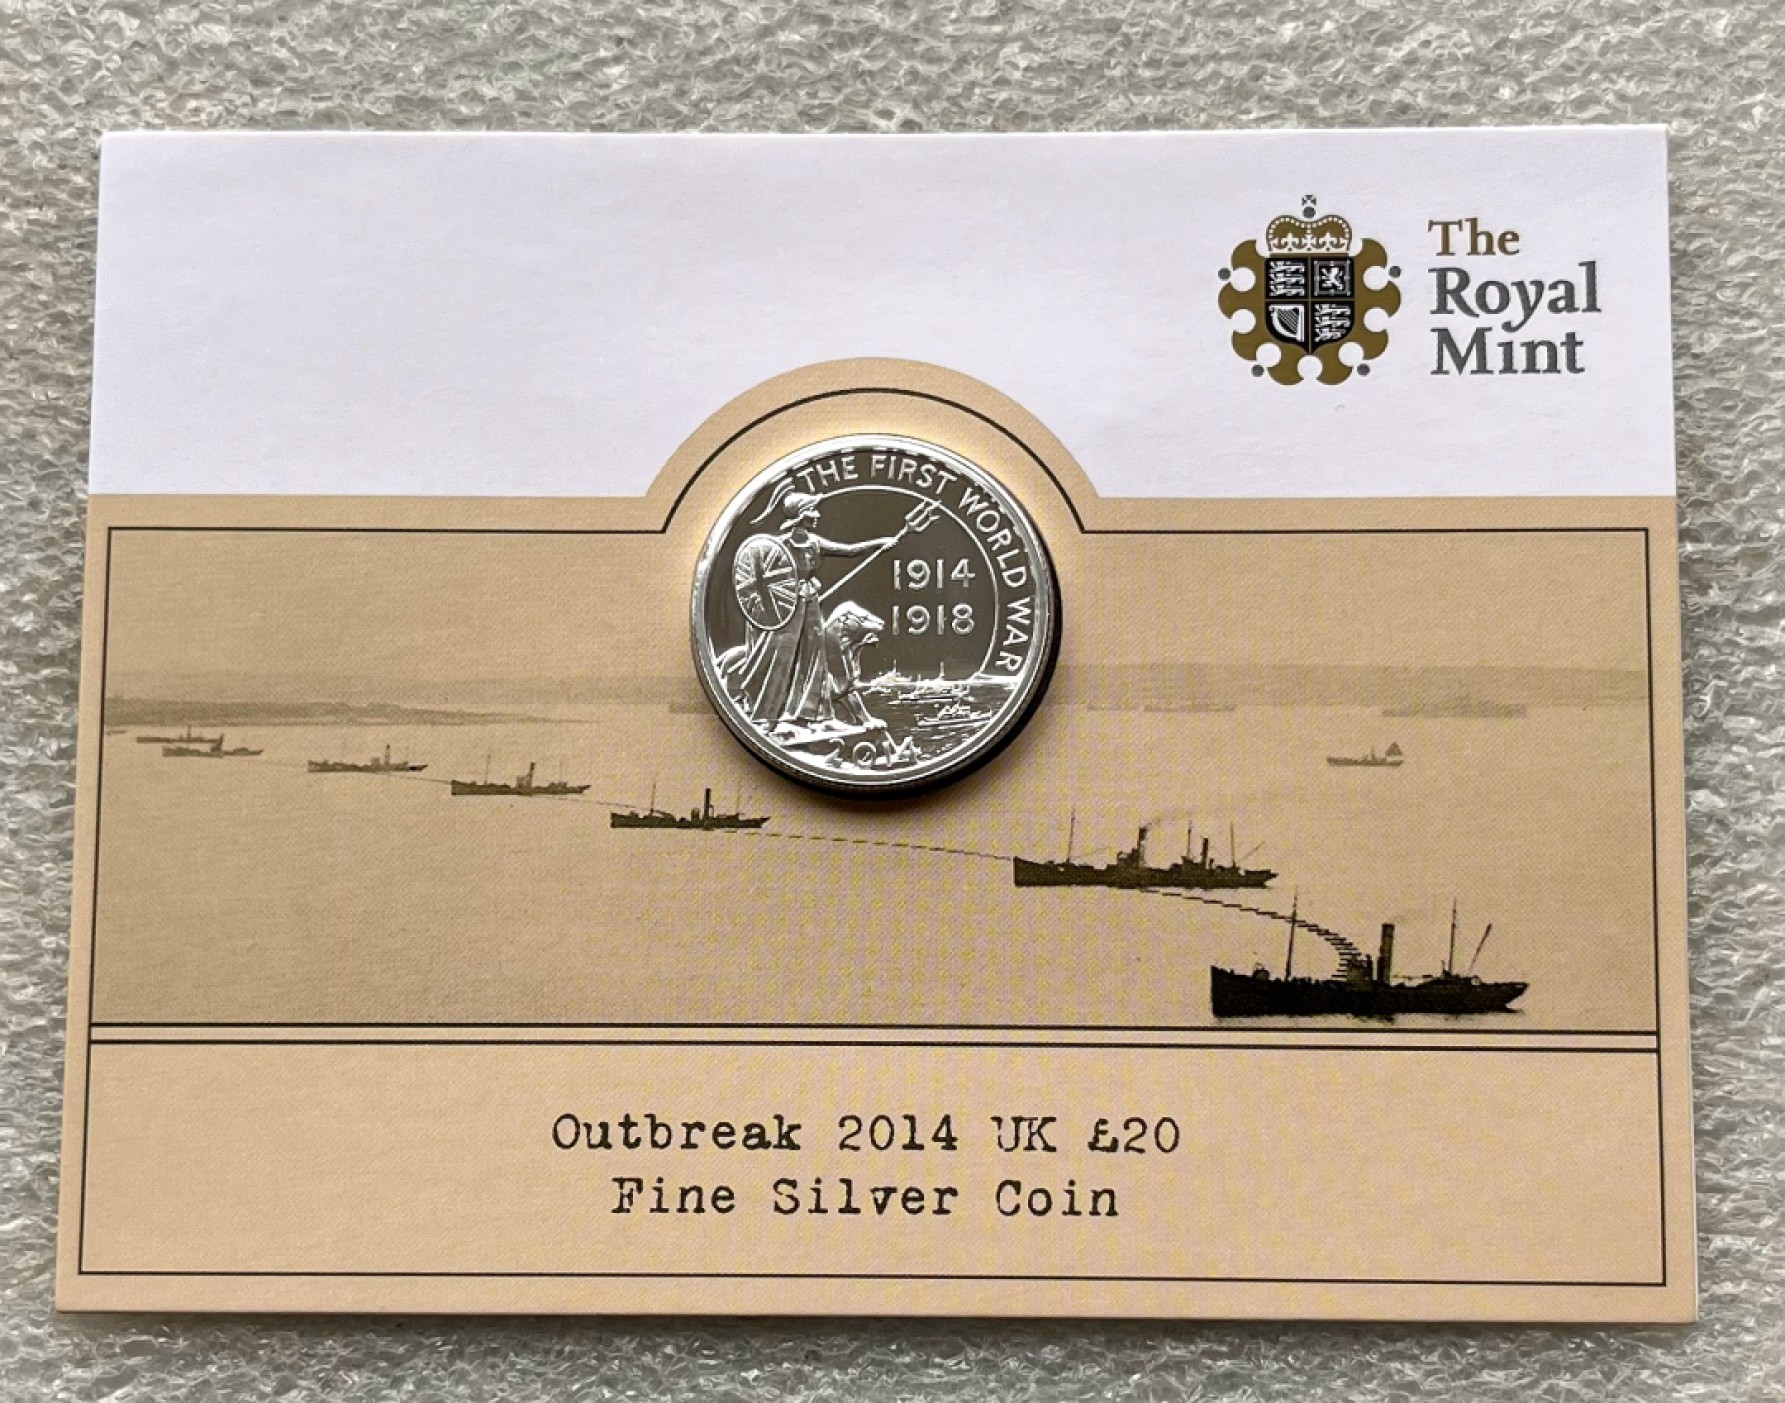 The
Royal
Mint
THE FIRST WORLD WAR
1914
1918
2014
Outbreak 2014 UK £20
Fine Silver Coin